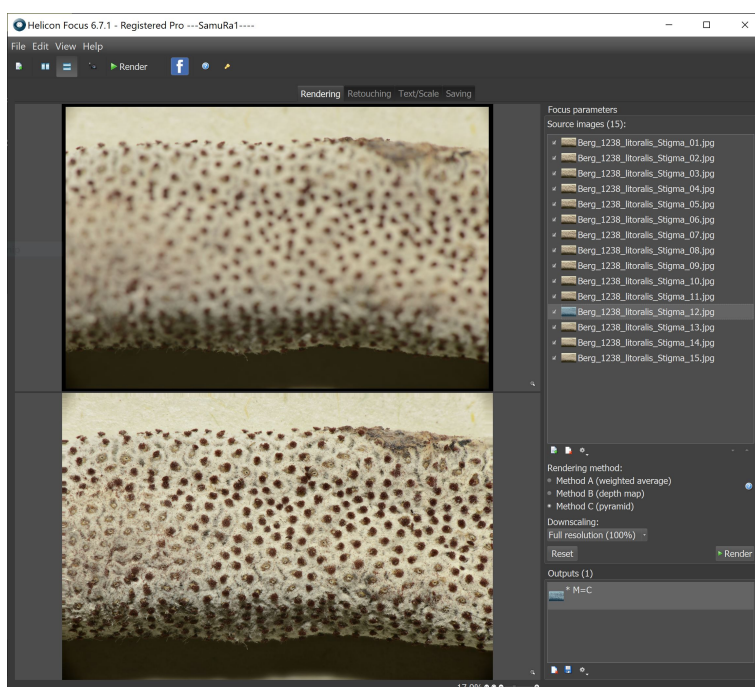 Helicon Focus 6.7.1 - Registered Pro ---SamuRa1----
File Edit View Help
Render
f
Rendering Retouching Text/Scale Saving
Focus parameters
Source images (15):
Berg_1238_litoralis_Stigma_01.jpg
Berg_1238_litoralis_Stigma_02.jpg
Berg_1238_litoralis_Stigma_03.jpg
Berg_1238_litoralis_Stigma_04.jpg
Berg_1238_litoralis_Stigma_05.jpg
Berg_1238_litoralis_Stigma_06.jpg
Berg_1238_litoralis_Stigma_07.jpg
Berg_1238_litoralis_Stigma_08.jpg
Berg_1238_litoralis_Stigma_09.jpg
Berg_1238_litoralis_Stigma_10.jpg
Berg_1238_litoralis_Stigma_11.jpg
Berg_1238_litoralis_Stigma_12.jpg
Berg_1238_litoralis_Stigma_13.jpg
Berg_1238_litoralis_Stigma_14.jpg
Berg_1238_litoralis_Stigma_15.jpg
Rendering method:
Method A (weighted average)
Method B (depth map)
Method C (pyramid)
Downscaling:
Full resolution (100%)
Reset
Render
Outputs (1)
* M=C